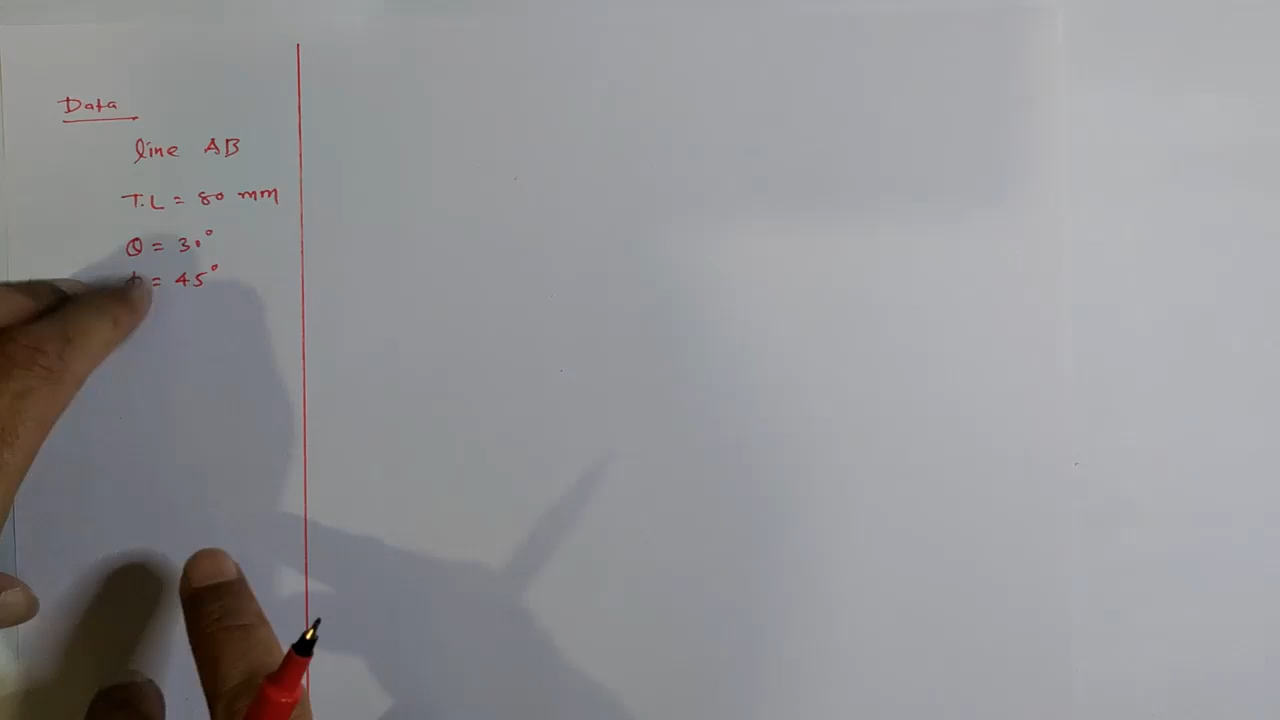 Data
line AB
T.L = 80 mm
θ = 30°
ϕ = 45°